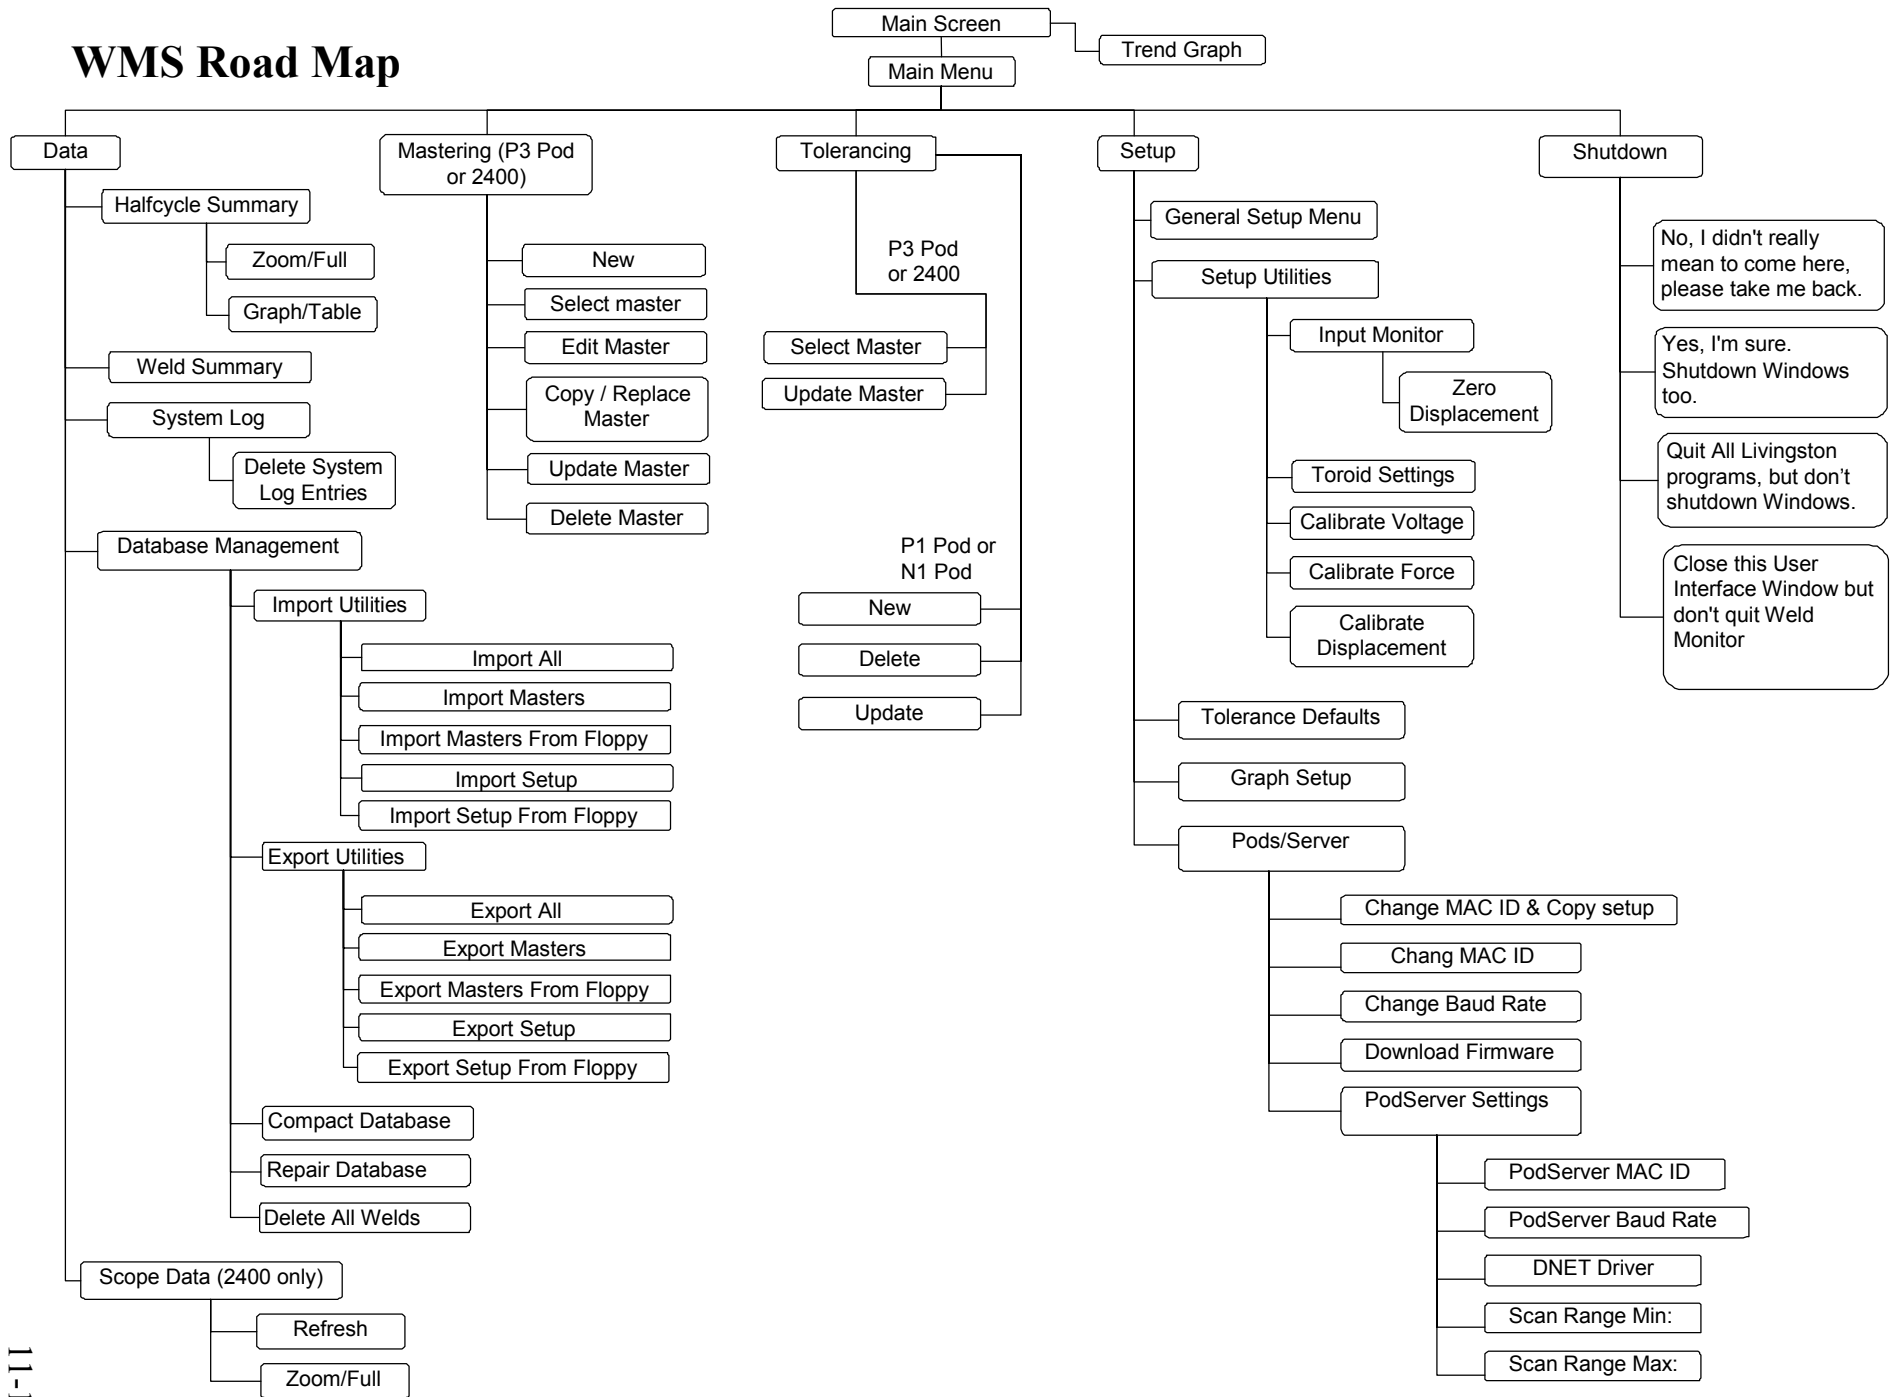 WMS Road Map
Main Screen
Trend Graph
Main Menu
Data
Halfcycle Summary
Zoom/Full
Graph/Table
Weld Summary
System Log
Delete System
Log Entries
Database Management
Import Utilities
Import All
Import Masters
Import Masters From Floppy
Import Setup
Import Setup From Floppy
Export Utilities
Export All
Export Masters
Export Masters From Floppy
Export Setup
Export Setup From Floppy
Compact Database
Repair Database
Delete All Welds
Scope Data (2400 only)
Refresh
Zoom/Full
Mastering (P3 Pod
or 2400)
New
Select master
Edit Master
Copy / Replace
Master
Update Master
Delete Master
Tolerancing
P3 Pod
or 2400
Select Master
Update Master
P1 Pod or
N1 Pod
New
Delete
Update
Setup
General Setup Menu
Setup Utilities
Input Monitor
Zero
Displacement
Toroid Settings
Calibrate Voltage
Calibrate Force
Calibrate
Displacement
Tolerance Defaults
Graph Setup
Pods/Server
Change MAC ID & Copy setup
Chang MAC ID
Change Baud Rate
Download Firmware
PodServer Settings
PodServer MAC ID
PodServer Baud Rate
DNET Driver
Scan Range Min:
Scan Range Max:
Shutdown
No, I didn't really
mean to come here,
please take me back.
Yes, I'm sure.
Shutdown Windows
too.
Quit All Livingston
programs, but don’t
shutdown Windows.
Close this User
Interface Window but
don't quit Weld
Monitor